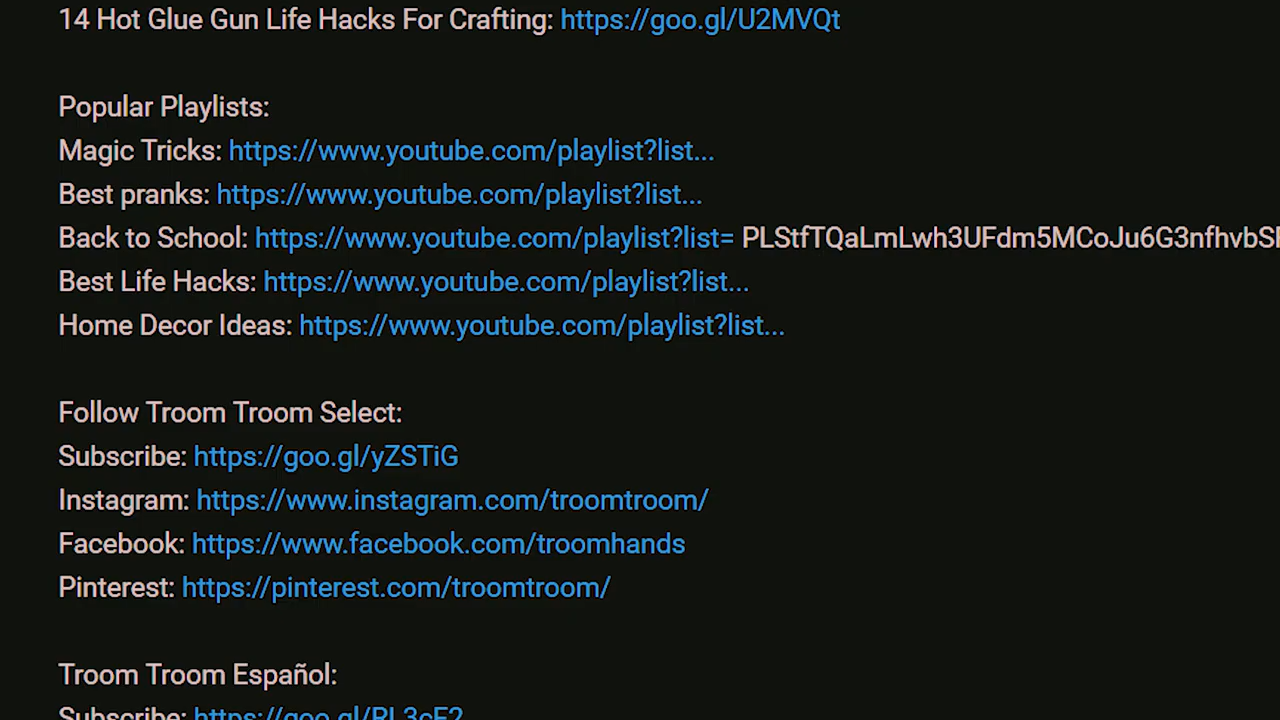 14 Hot Glue Gun Life Hacks For Crafting: https://goo.gl/U2MVQt
Popular Playlists:
Magic Tricks: https://www.youtube.com/playlist?list...
Best pranks: https://www.youtube.com/playlist?list...
Back to School: https://www.youtube.com/playlist?list= PLStfTQaLmLwh3UFdm5MCoJu6G3nfhvbS
Best Life Hacks: https://www.youtube.com/playlist?list...
Home Decor Ideas: https://www.youtube.com/playlist?list...
Follow Troom Troom Select:
Subscribe: https://goo.gl/yZSTiG
Instagram: https://www.instagram.com/troomtroom/
Facebook: https://www.facebook.com/troomhands
Pinterest: https://pinterest.com/troomtroom/
Troom Troom Español:
Subscribe: